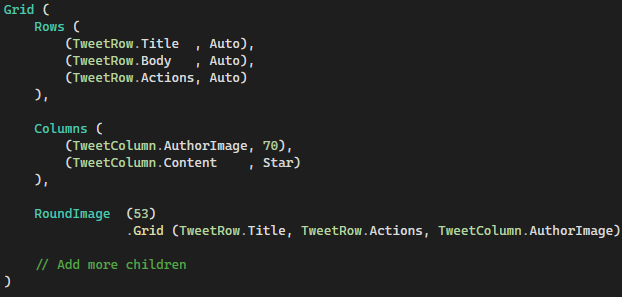 Grid (
    Rows (
        (TweetRow.Title  , Auto),
        (TweetRow.Body   , Auto),
        (TweetRow.Actions, Auto)
    ),

    Columns (
        (TweetColumn.AuthorImage, 70),
        (TweetColumn.Content    , Star)
    ),

    RoundImage  (53)
                .Grid (TweetRow.Title, TweetRow.Actions, TweetColumn.AuthorImage)

    // Add more children
)